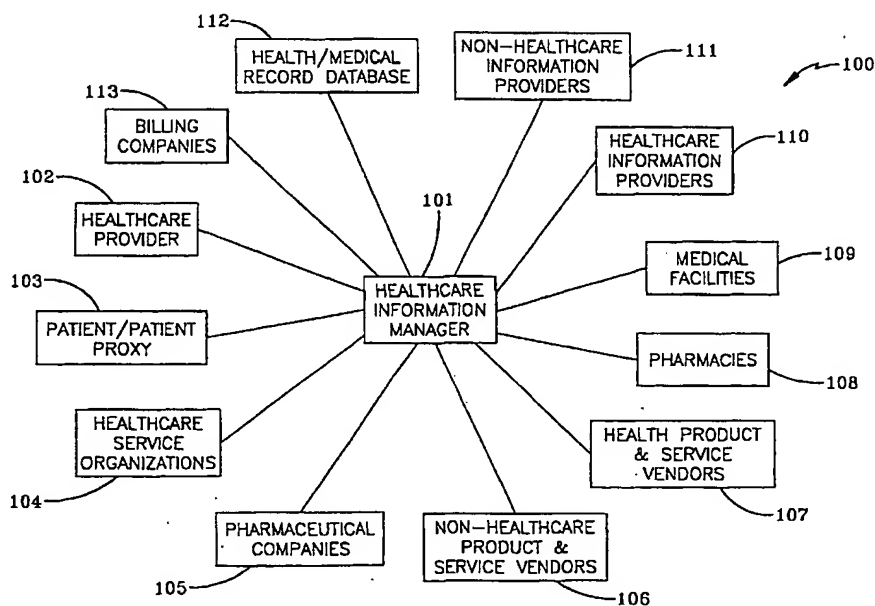 112
HEALTH/MEDICAL
RECORD DATABASE
NON-HEALTHCARE
INFORMATION
PROVIDERS
111
100
113
BILLING
COMPANIES
HEALTHCARE
INFORMATION
PROVIDERS
110
102
HEALTHCARE
PROVIDER
101
MEDICAL
FACILITIES
109
103
PATIENT/PATIENT
PROXY
HEALTHCARE
INFORMATION
MANAGER
PHARMACIES
108
HEALTHCARE
SERVICE
ORGANIZATIONS
104
HEALTH PRODUCT
& SERVICE
VENDORS
107
PHARMACEUTICAL
COMPANIES
105
NON-HEALTHCARE
PRODUCT &
SERVICE VENDORS
106